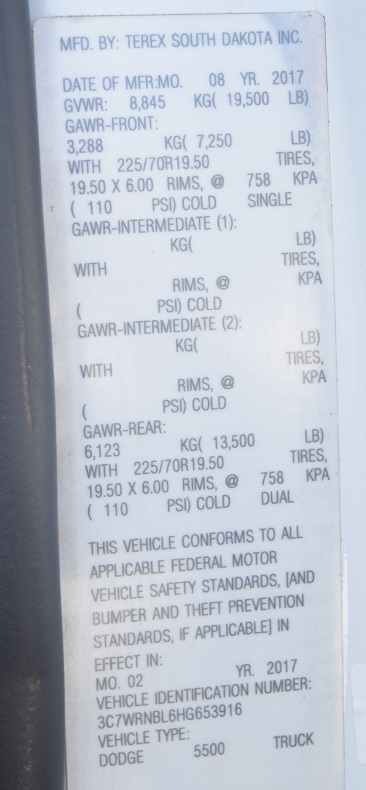 MFD. BY: TEREX SOUTH DAKOTA INC.
DATE OF MFR:MO. 08 YR. 2017
GVWR: 8,845 KG( 19,500 LB)
GAWR-FRONT:
3,288 KG( 7,250 LB)
WITH 225/70R19.50 TIRES,
19.50 X 6.00 RIMS, @ 758 KPA
( 110 PSI) COLD SINGLE
GAWR-INTERMEDIATE (1):
KG( LB)
WITH TIRES,
RIMS, @ KPA
( PSI) COLD
GAWR-INTERMEDIATE (2):
KG( LB)
WITH TIRES,
RIMS, @ KPA
( PSI) COLD
GAWR-REAR:
6,123 KG( 13,500 LB)
WITH 225/70R19.50 TIRES,
19.50 X 6.00 RIMS, @ 758 KPA
( 110 PSI) COLD DUAL
THIS VEHICLE CONFORMS TO ALL
APPLICABLE FEDERAL MOTOR
VEHICLE SAFETY STANDARDS, [AND
BUMPER AND THEFT PREVENTION
STANDARDS, IF APPLICABLE] IN
EFFECT IN:
MO. 02 YR. 2017
VEHICLE IDENTIFICATION NUMBER:
3C7WRNBL6HG653916
VEHICLE TYPE:
DODGE 5500 TRUCK